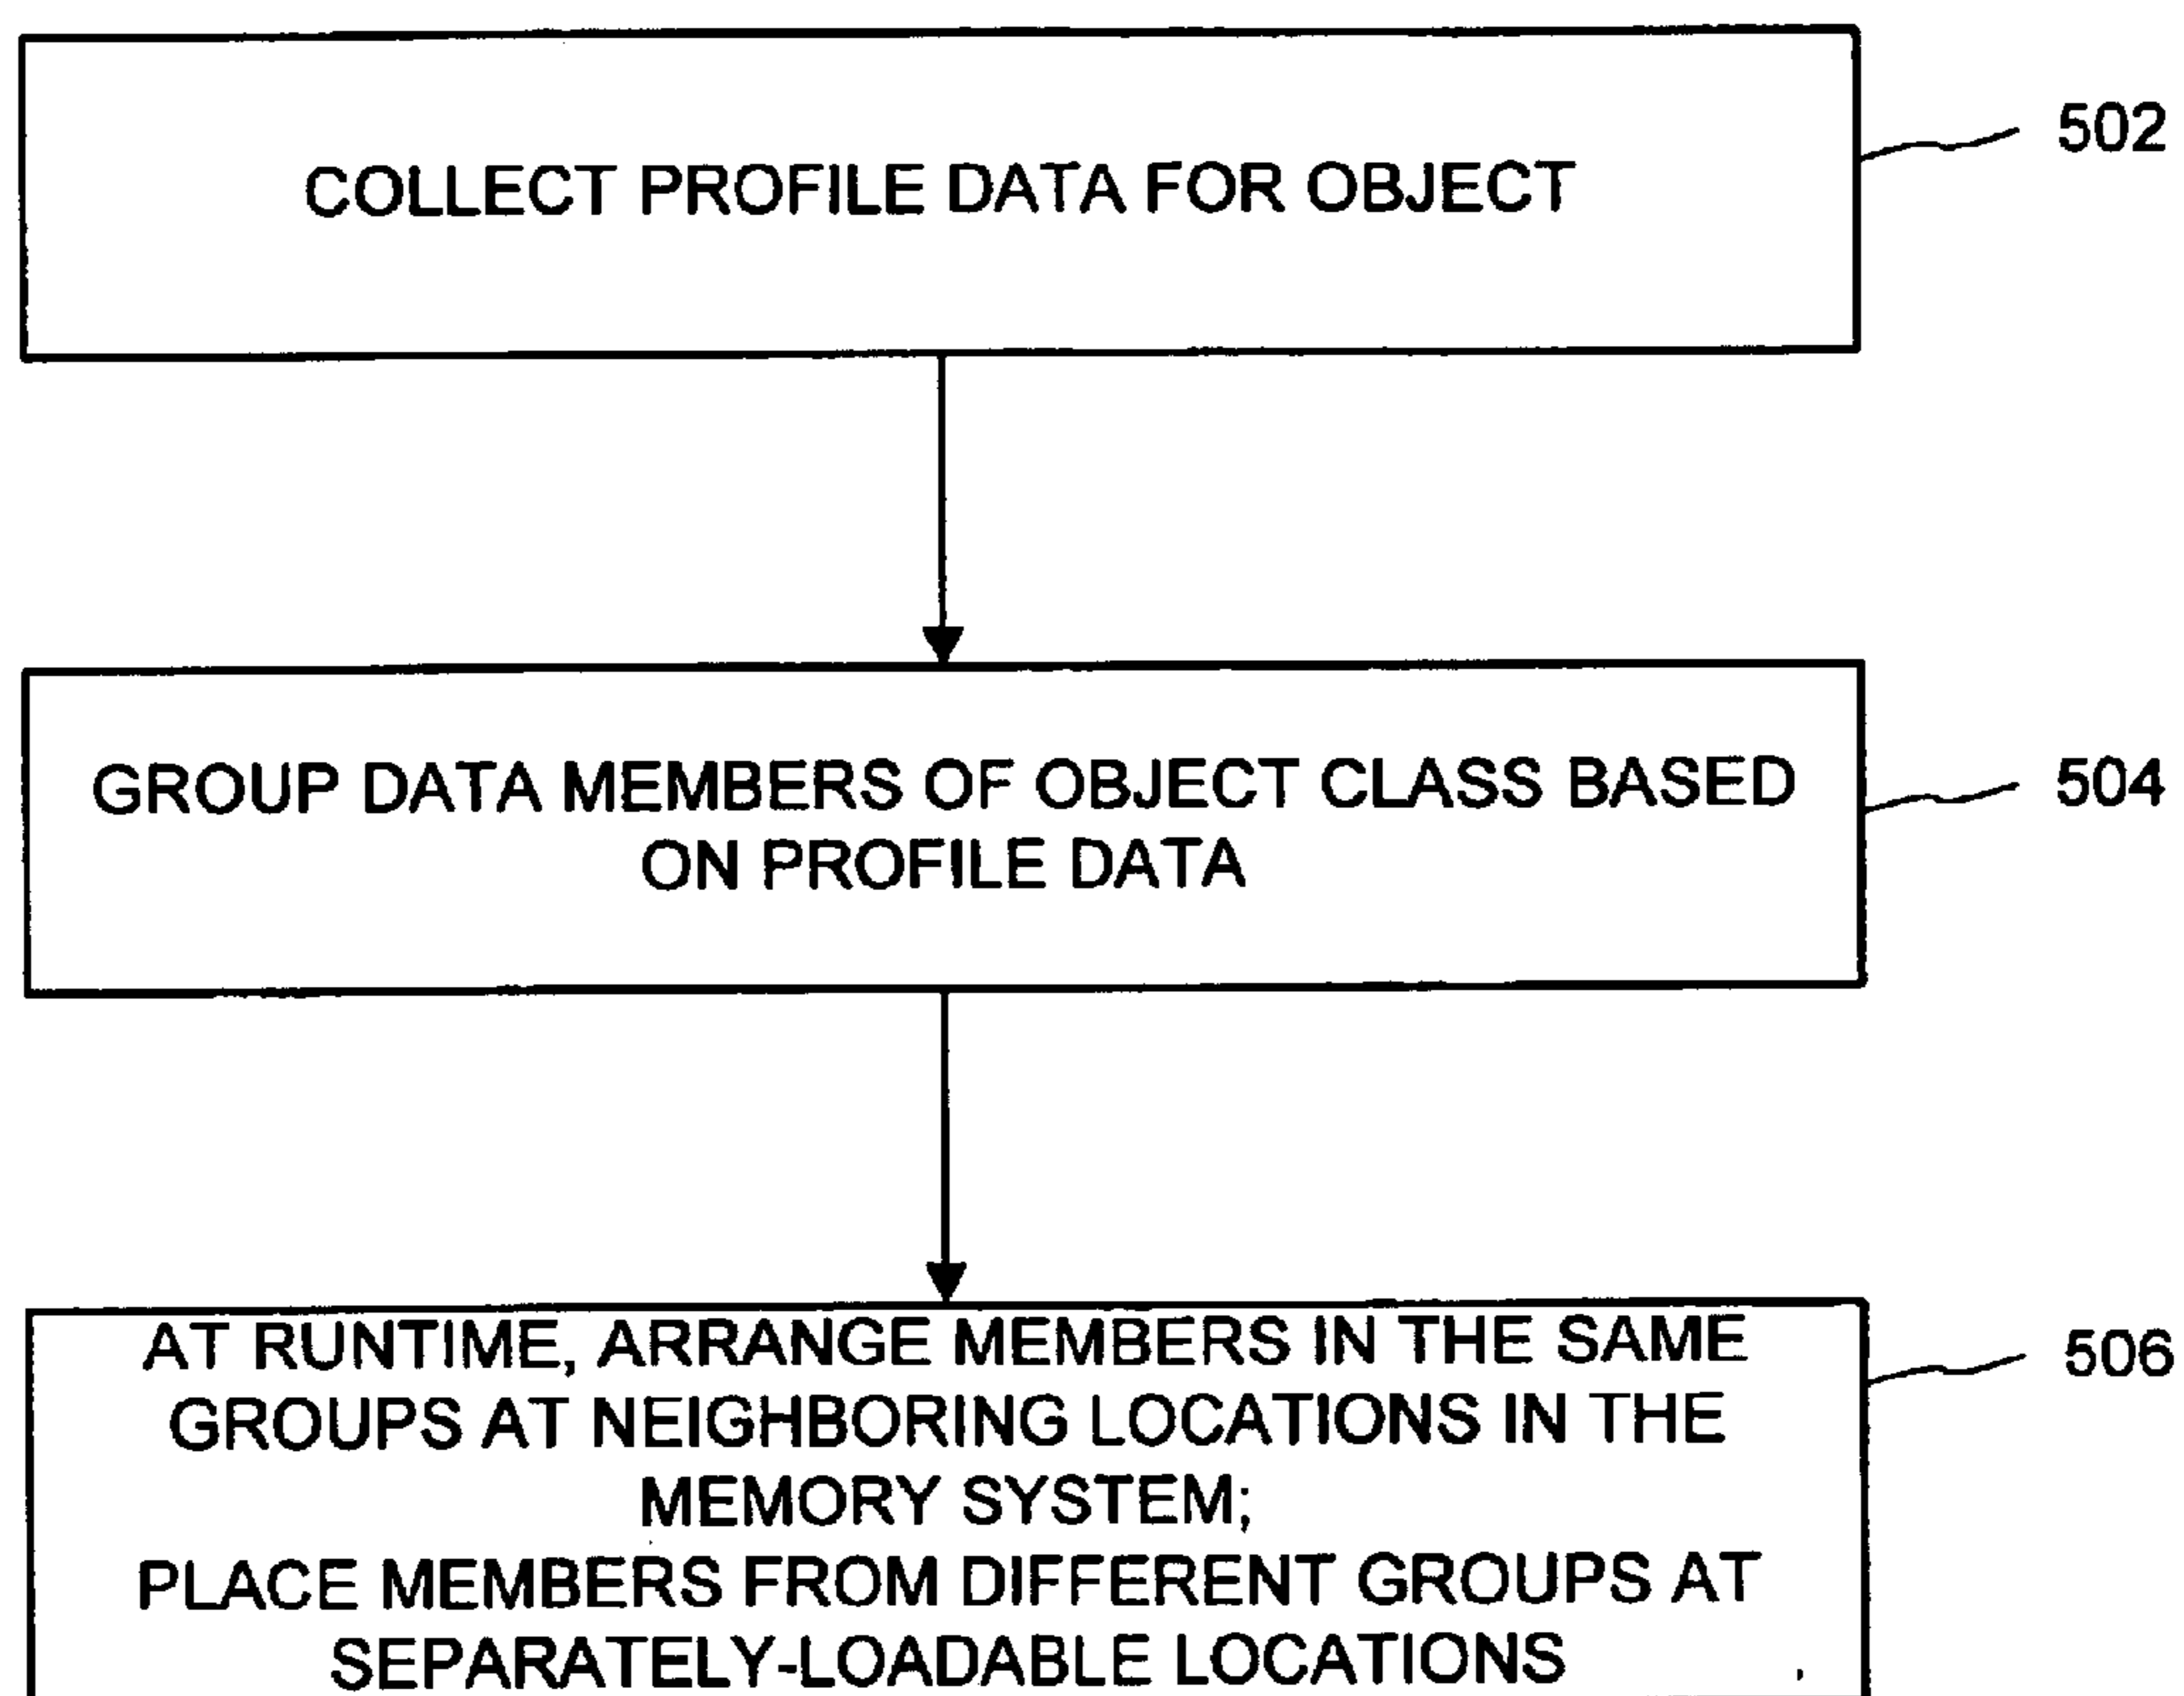 COLLECT PROFILE DATA FOR OBJECT
502
GROUP DATA MEMBERS OF OBJECT CLASS BASED
ON PROFILE DATA
504
AT RUNTIME, ARRANGE MEMBERS IN THE SAME
GROUPS AT NEIGHBORING LOCATIONS IN THE
MEMORY SYSTEM;
PLACE MEMBERS FROM DIFFERENT GROUPS AT
SEPARATELY-LOADABLE LOCATIONS
506